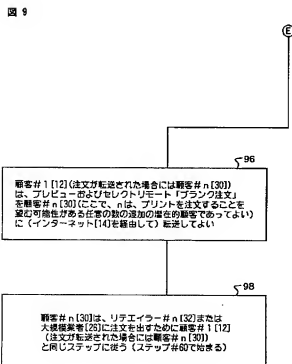 図 9
E
96
顧客#1[12](注文が転送された場合には顧客#n[30])
は、プレビューおよびセレクトリモート「ブランク注文」
を顧客#n[30](ここで、nは、プリントを注文することを
望む可能性がある任意の数の追加の潜在的顧客であってよい)
に(インターネット[14]を経由して)転送してよい
98
顧客#n[30]は、リテエイラー#n[32]または
大規模業者[26]に注文を出すために顧客#1[12]
(注文が転送された場合には顧客#n[30])
と同じステップに従う(ステップ#60で始まる)